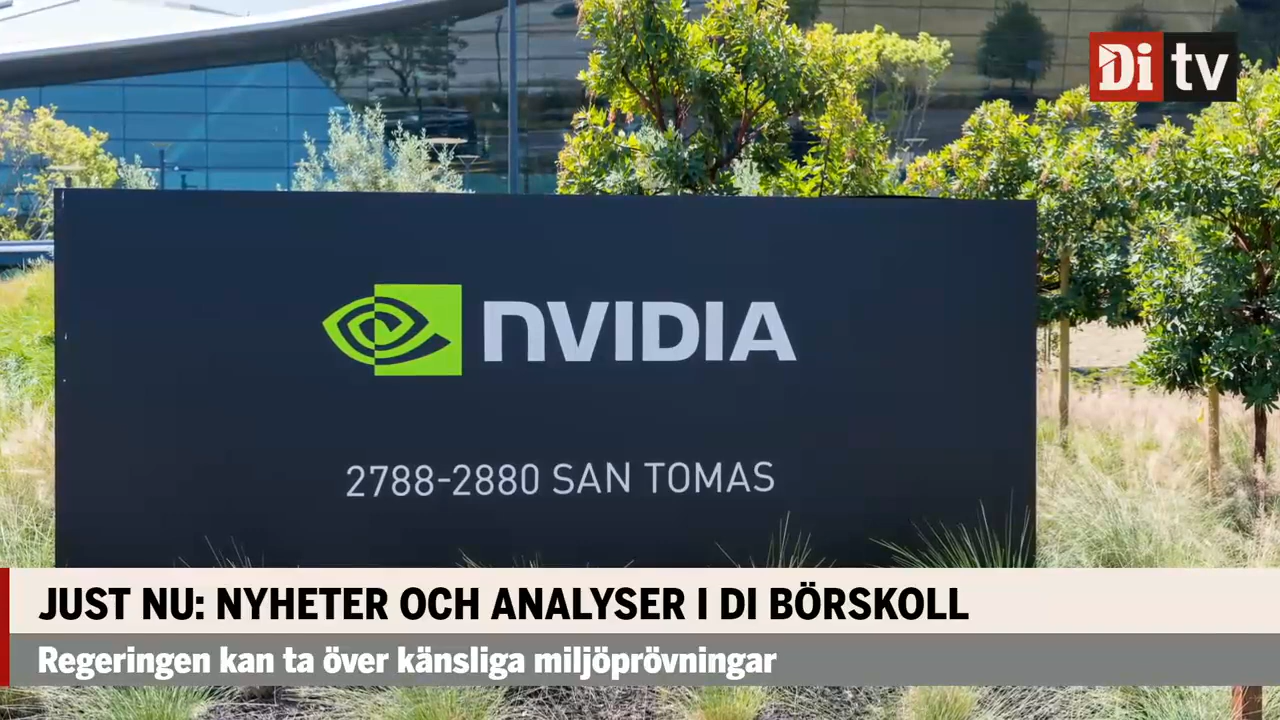 Di tv
NVIDIA
2788-2880 SAN TOMAS
JUST NU: NYHETER OCH ANALYSER I DI BÖRSKOLL
Regeringen kan ta över känsliga miljöprövningar